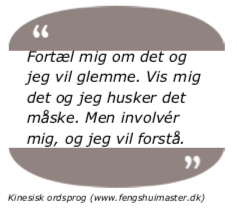 “
Fortæl mig om det og
jeg vil glemme. Vis mig
det og jeg husker det
måske. Men involvér
mig, og jeg vil forstå.
”
Kinesisk ordsprog (www.fengshuimaster.dk)